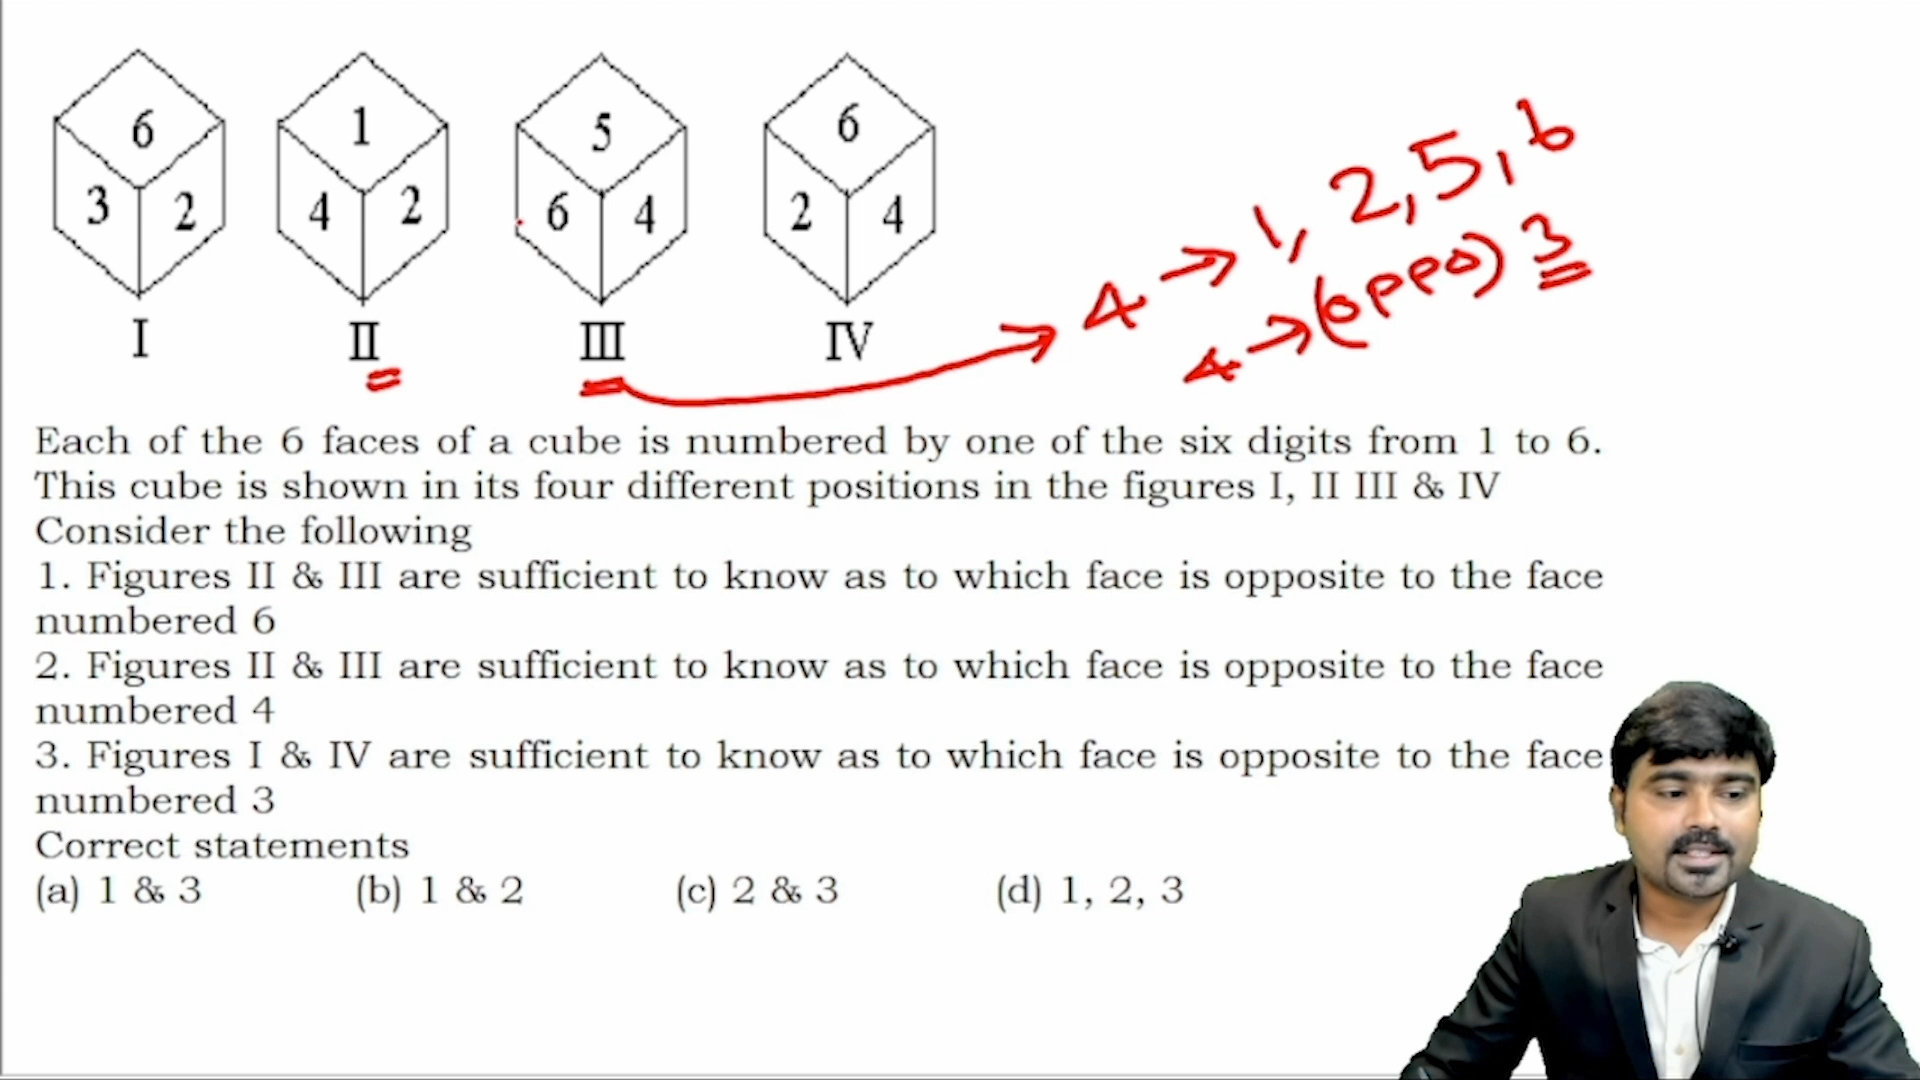 6
3 2
I
1
4 2
II
5
6 4
III
6
2 4
IV
4 → 1, 2, 5, 6
4 → (oppo) 3
Each of the 6 faces of a cube is numbered by one of the six digits from 1 to 6.
This cube is shown in its four different positions in the figures I, II III & IV
Consider the following
1. Figures II & III are sufficient to know as to which face is opposite to the face
numbered 6
2. Figures II & III are sufficient to know as to which face is opposite to the face
numbered 4
3. Figures I & IV are sufficient to know as to which face is opposite to the face
numbered 3
Correct statements
(a) 1 & 3 (b) 1 & 2 (c) 2 & 3 (d) 1, 2, 3